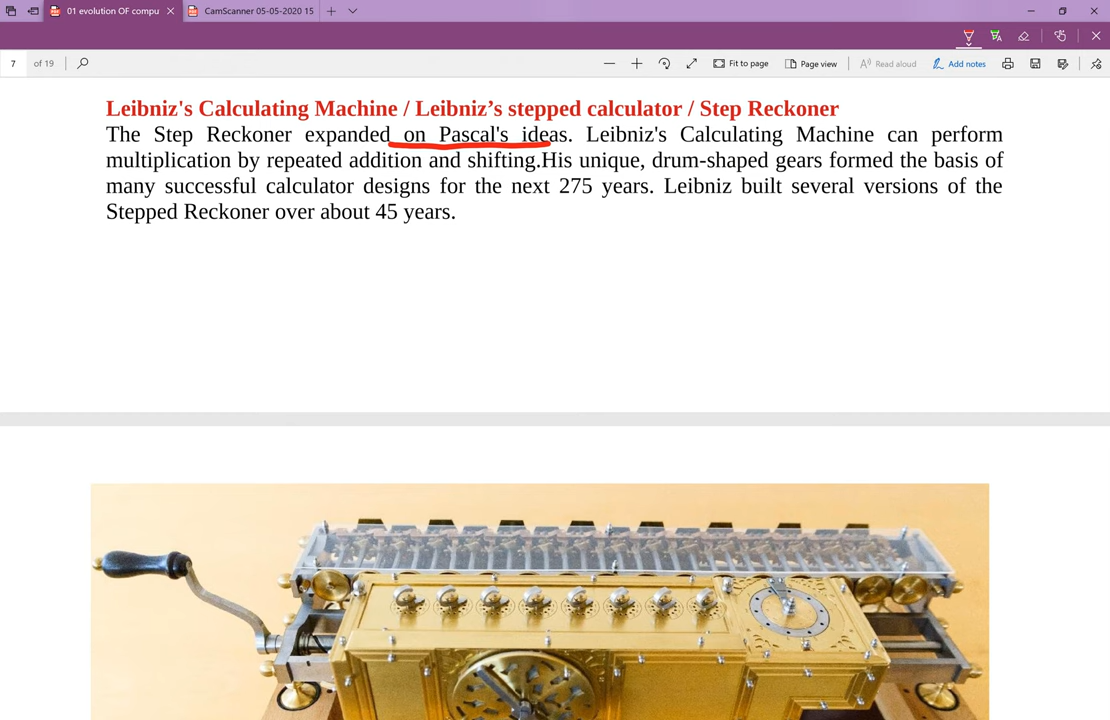 01 evolution OF compu
CamScanner 05-05-2020 15
7 of 19
Fit to page
Page view
Read aloud
Add notes
Leibniz's Calculating Machine / Leibniz’s stepped calculator / Step Reckoner
The Step Reckoner expanded on Pascal's ideas. Leibniz's Calculating Machine can perform
multiplication by repeated addition and shifting.His unique, drum-shaped gears formed the basis of
many successful calculator designs for the next 275 years. Leibniz built several versions of the
Stepped Reckoner over about 45 years.